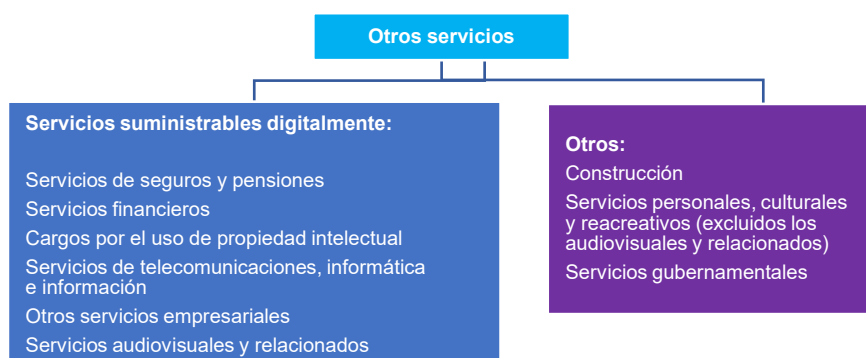 Otros servicios
Servicios suministrables digitalmente:
Servicios de seguros y pensiones
Servicios financieros
Cargos por el uso de propiedad intelectual
Servicios de telecomunicaciones, informática
e información
Otros servicios empresariales
Servicios audiovisuales y relacionados
Otros:
Construcción
Servicios personales, culturales
y reacreativos (excluidos los
audiovisuales y relacionados)
Servicios gubernamentales